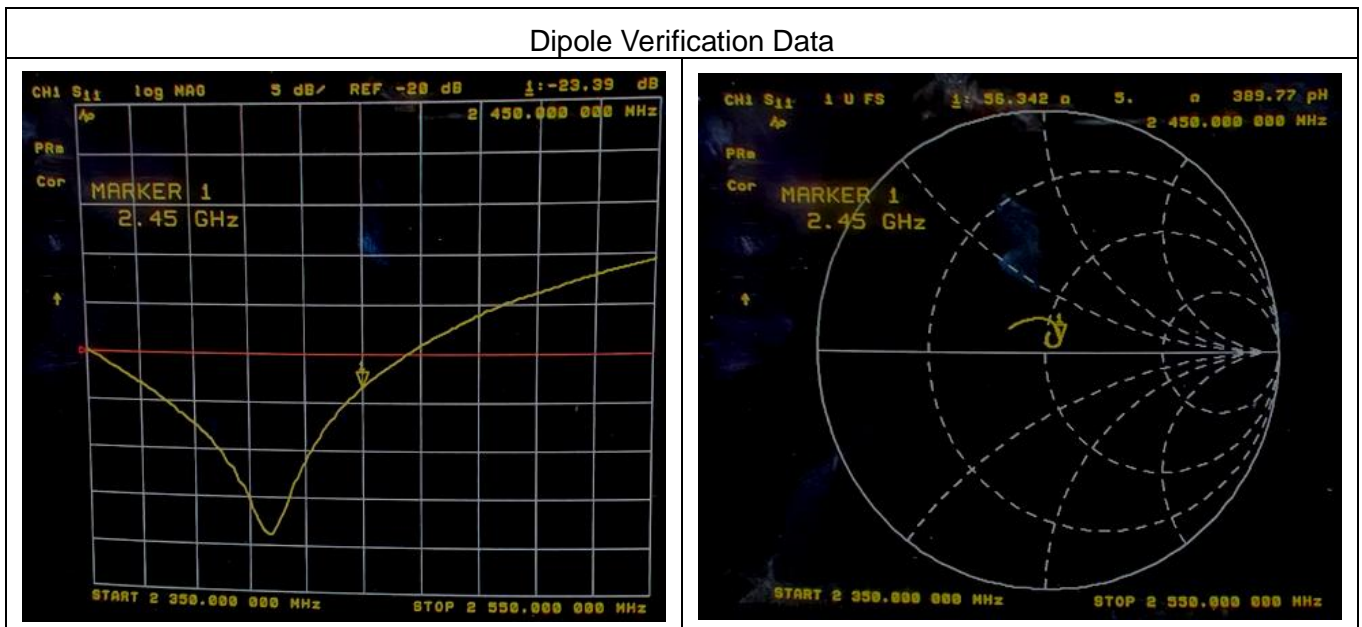 Dipole Verification Data
CH1 S11 log MAG 5 dB/ REF -20 dB 1:-23.39 dB
2 450.000 000 MHz
PRm
Cor
MARKER 1
2.45 GHz
START 2 350.000 000 MHz STOP 2 550.000 000 MHz
CH1 S11 1 U FS 1: 56.342 Ω 5. Ω 389.77 pH
2 450.000 000 MHz
PRm
Cor
MARKER 1
2.45 GHz
START 2 350.000 000 MHz STOP 2 550.000 000 MHz